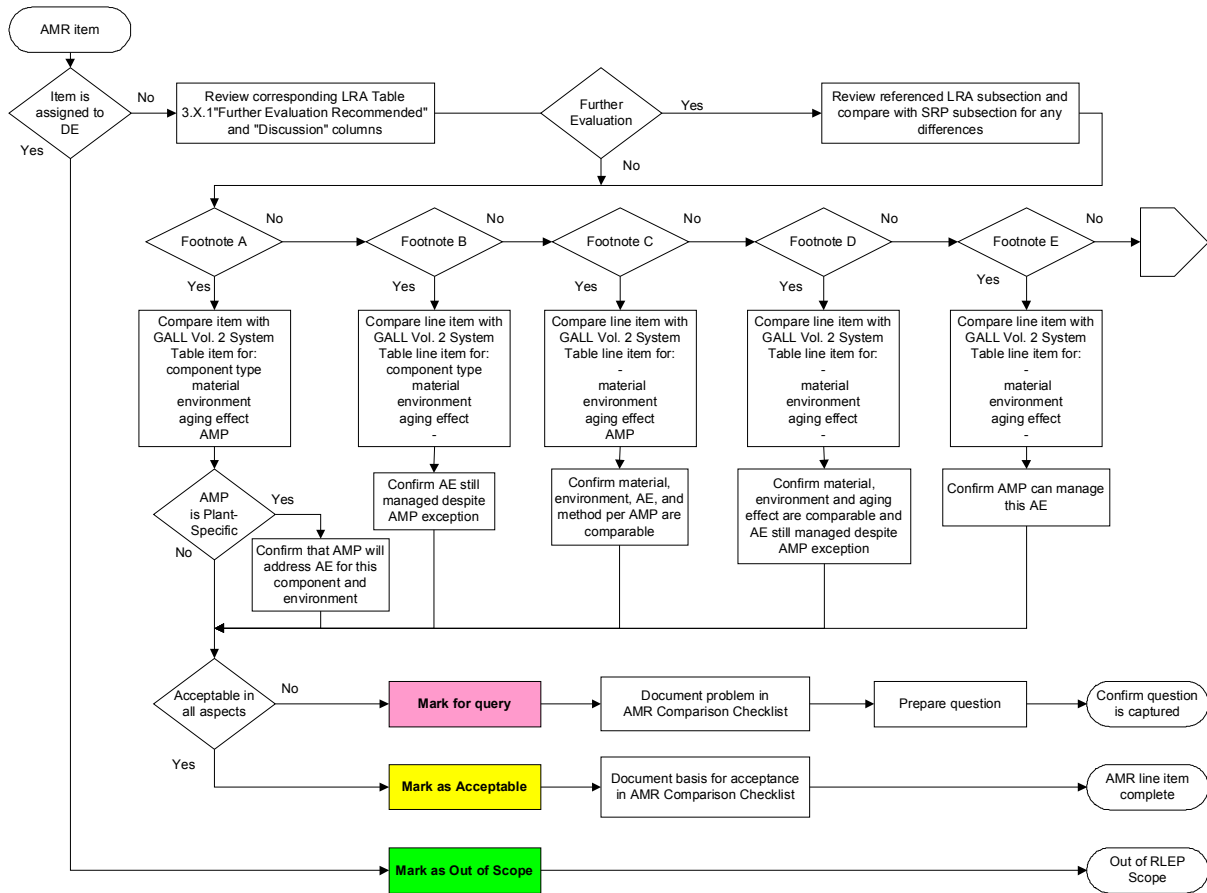 AMR item
Item is
assigned to
DE
No
Yes
Review corresponding LRA Table
3.X.1"Further Evaluation Recommended"
and "Discussion" columns
Further
Evaluation
Yes
No
Review referenced LRA subsection and
compare with SRP subsection for any
differences
Footnote A
No
Yes
Footnote B
No
Yes
Footnote C
No
Yes
Footnote D
No
Yes
Footnote E
No
Yes
Compare item with
GALL Vol. 2 System
Table item for:
component type
material
environment
aging effect
AMP
Compare line item with
GALL Vol. 2 System
Table line item for:
component type
material
environment
aging effect
-
Compare line item with
GALL Vol. 2 System
Table line item for:
-
material
environment
aging effect
AMP
Compare line item with
GALL Vol. 2 System
Table line item for:
-
material
environment
aging effect
-
Compare line item with
GALL Vol. 2 System
Table line item for:
-
material
environment
aging effect
-
AMP
is Plant-
Specific
Yes
No
Confirm that AMP will
address AE for this
component and
environment
Confirm AE still
managed despite
AMP exception
Confirm material,
environment, AE, and
method per AMP are
comparable
Confirm material,
environment and aging
effect are comparable and
AE still managed despite
AMP exception
Confirm AMP can manage
this AE
Acceptable in
all aspects
No
Yes
Mark for query
Document problem in
AMR Comparison Checklist
Prepare question
Confirm question
is captured
Mark as Acceptable
Document basis for acceptance
in AMR Comparison Checklist
AMR line item
complete
Mark as Out of Scope
Out of RLEP
Scope